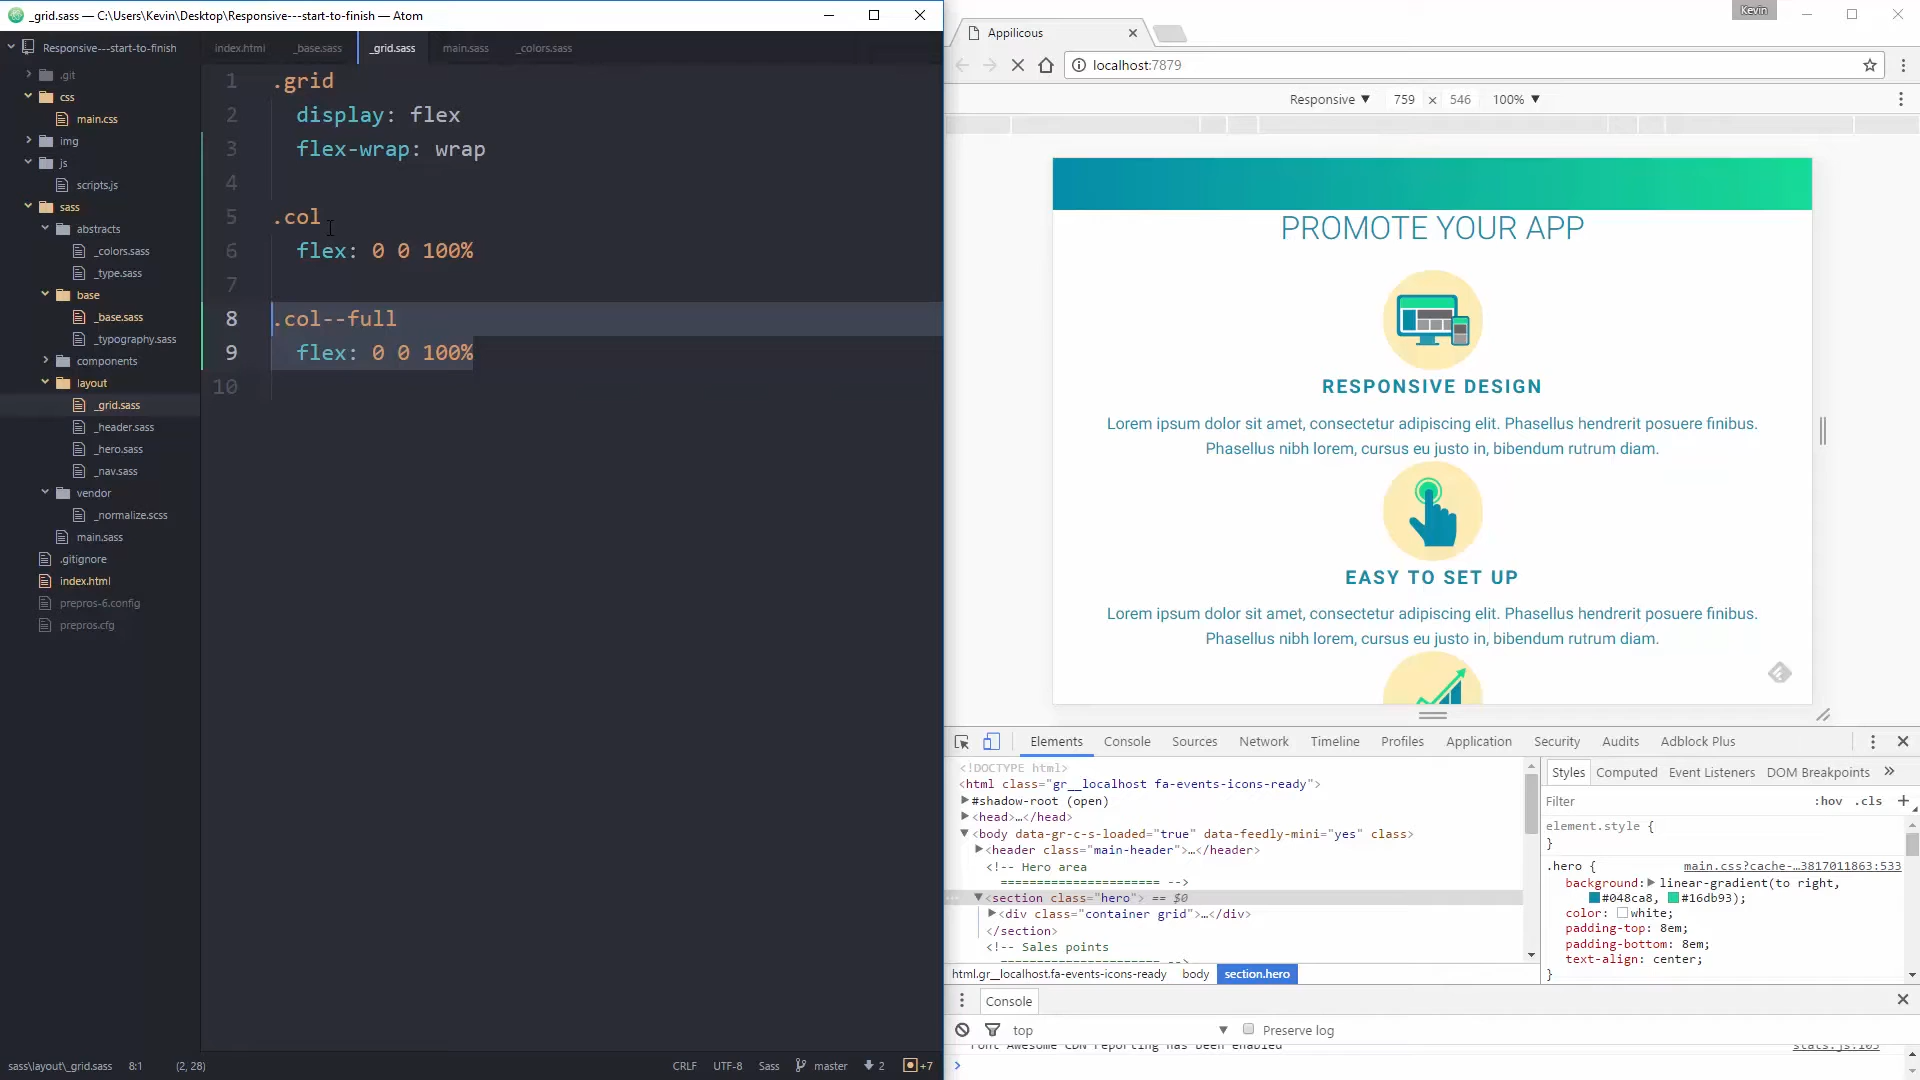 _grid.sass — C:\Users\Kevin\Desktop\Responsive---start-to-finish — Atom
Responsive---start-to-finish
.git
css
main.css
img
js
scripts.js
sass
abstracts
_colors.sass
_type.sass
base
_base.sass
_typography.sass
components
layout
_grid.sass
_header.sass
_hero.sass
_nav.sass
vendor
_normalize.scss
main.sass
.gitignore
index.html
prepros-6.config
prepros.cfg
index.html _base.sass _grid.sass main.sass _colors.sass
1 .grid
2 display: flex
3 flex-wrap: wrap
4
5 .col
6 flex: 0 0 100%
7
8 .col--full
9 flex: 0 0 100%
10
sass\layout\_grid.sass 8:1 (2, 28) CRLF UTF-8 Sass master 2 +7
Kevin
Appilicous
localhost:7879
Responsive ▼ 759 × 546 100% ▼
PROMOTE YOUR APP
RESPONSIVE DESIGN
Lorem ipsum dolor sit amet, consectetur adipiscing elit. Phasellus hendrerit posuere finibus.
Phasellus nibh lorem, cursus eu justo in, bibendum rutrum diam.
EASY TO SET UP
Lorem ipsum dolor sit amet, consectetur adipiscing elit. Phasellus hendrerit posuere finibus.
Phasellus nibh lorem, cursus eu justo in, bibendum rutrum diam.
Elements Console Sources Network Timeline Profiles Application Security Audits Adblock Plus
<!DOCTYPE html>
<html class="gr__localhost fa-events-icons-ready">
#shadow-root (open)
<head>…</head>
<body data-gr-c-s-loaded="true" data-feedly-mini="yes" class>
<header class="main-header">…</header>
<!-- Hero area
====================== -->
<section class="hero"> == $0
<div class="container grid">…</div>
</section>
<!-- Sales points
html.gr__localhost.fa-events-icons-ready body section.hero
Styles Computed Event Listeners DOM Breakpoints »
Filter :hov .cls +
element.style {
}
.hero { main.css?cache-…3817011863:533
background: linear-gradient(to right,
#048ca8, #16db93);
color: white;
padding-top: 8em;
padding-bottom: 8em;
text-align: center;
}
Console
top ▼ Preserve log
Font Awesome CDN reporting has been enabled stats.js:105